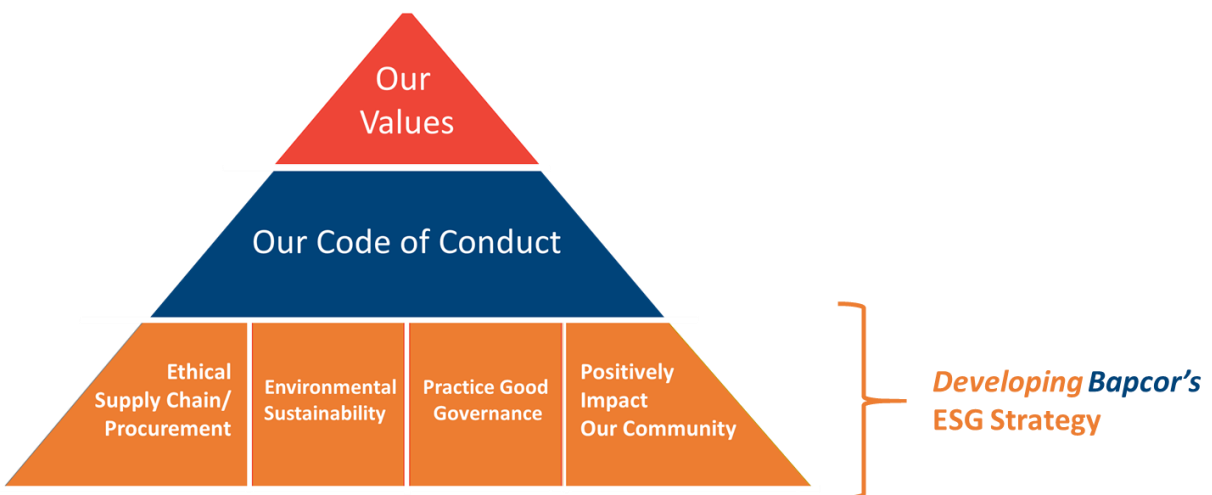 Our
Values
Our Code of Conduct
Ethical
Supply Chain/
Procurement
Environmental
Sustainability
Practice Good
Governance
Positively
Impact
Our Community
Developing Bapcor's
ESG Strategy